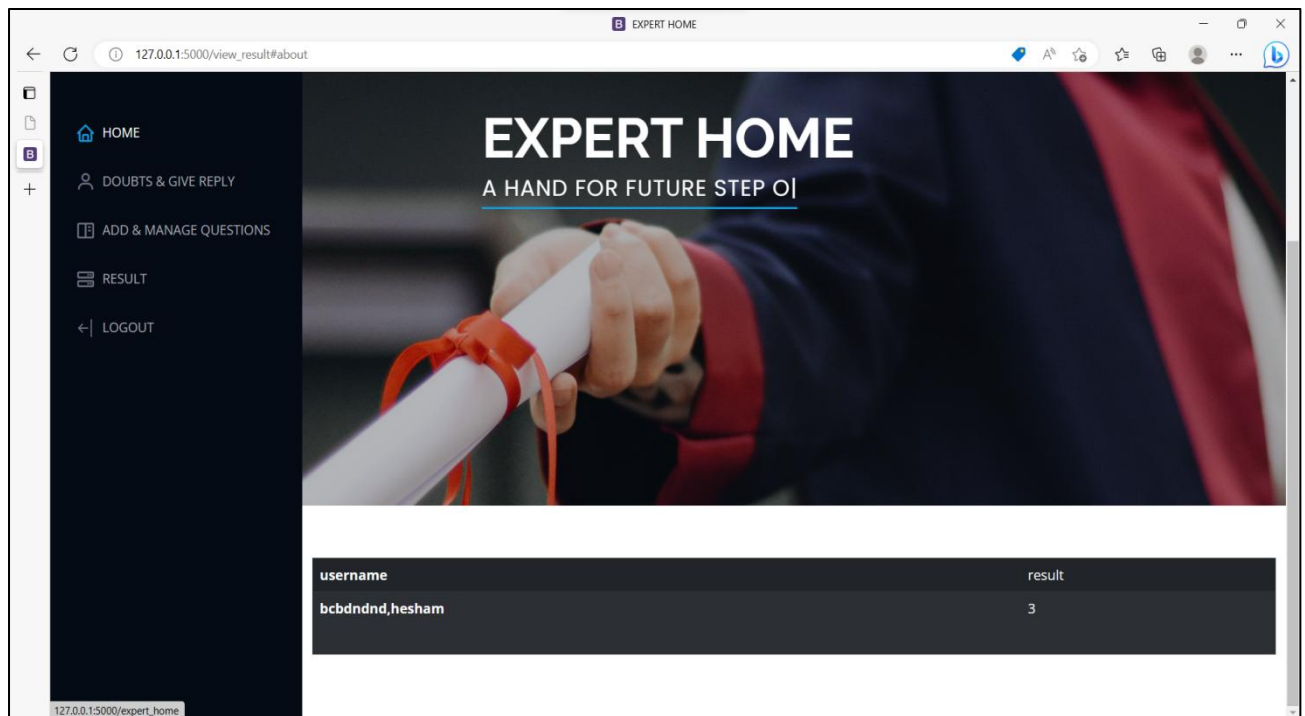 B EXPERT HOME
127.0.0.1:5000/view_result#about
B
HOME
DOUBTS & GIVE REPLY
ADD & MANAGE QUESTIONS
RESULT
LOGOUT
EXPERT HOME
A HAND FOR FUTURE STEP O|
username result
bcbdndnd,hesham 3
127.0.0.1:5000/expert_home